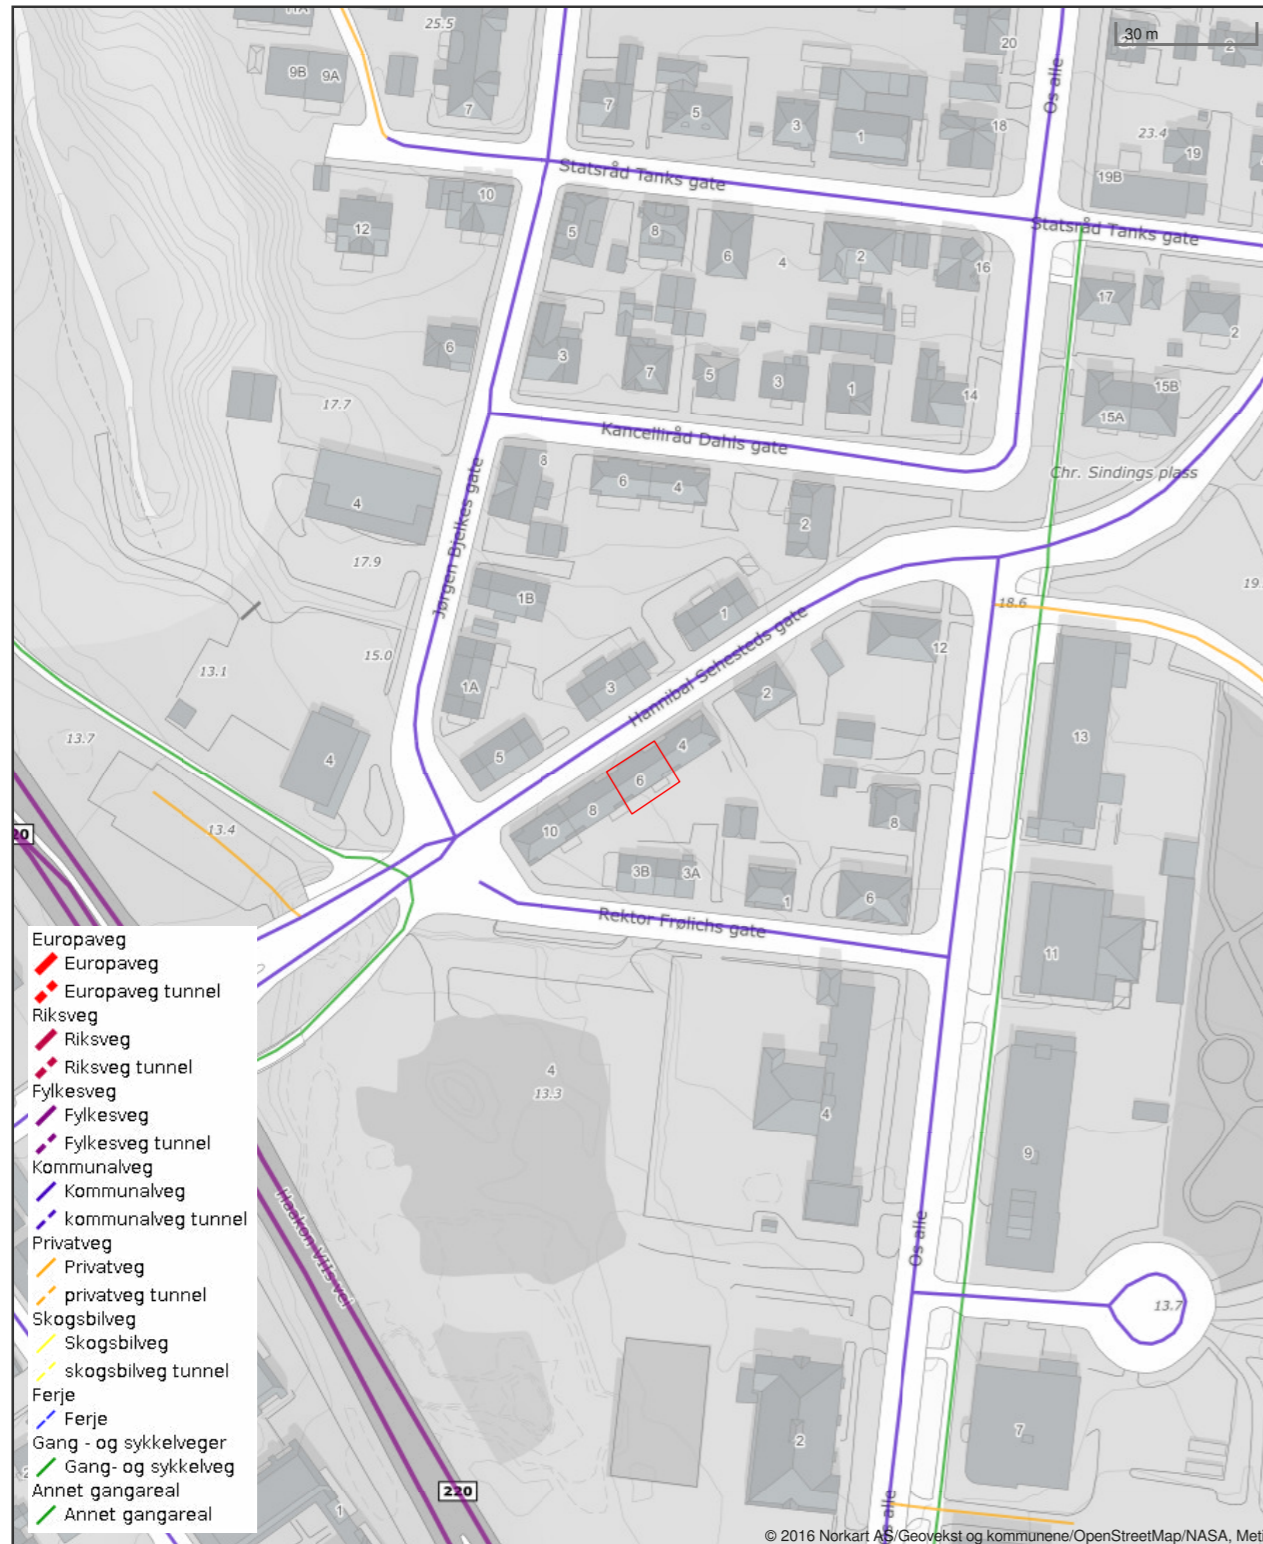 25.5
30 m
20
2
9B
9A
7
7
5
3
1
18
Os alle
23.4
19
19B
Statsråd Tanks gate
10
12
5
8
6
4
2
16
Statsråd Tanks gate
17
2
6
3
7
5
3
1
14
15B
15A
17.7
Kancelliråd Dahls gate
8
6
4
2
Chr. Sindings plass
4
Jørgen Bjelkes gate
17.9
1B
1
18.6
19
12
15.0
13.1
1A
3
Hannibal Sehesteds gate
2
13
13.7
4
5
4
6
8
10
8
20
13.4
3B
3A
1
6
Rektor Frølichs gate
11
4
13.3
4
9
Os alle
13.7
Haakon VIIs vei
2
7
220
1
Os alle
Europaveg
Europaveg
Europaveg tunnel
Riksveg
Riksveg
Riksveg tunnel
Fylkesveg
Fylkesveg
Fylkesveg tunnel
Kommunalveg
Kommunalveg
kommunalveg tunnel
Privatveg
Privatveg
privatveg tunnel
Skogsbilveg
Skogsbilveg
skogsbilveg tunnel
Ferje
Ferje
Gang - og sykkelveger
Gang- og sykkelveg
Annet gangareal
Annet gangareal
© 2016 Norkart AS/Geovekst og kommunene/OpenStreetMap/NASA, Meti